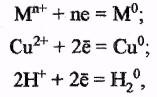 Mⁿ⁺ + ne = M⁰;
Cu²⁺ + 2ē = Cu⁰;
2H⁺ + 2ē = H₂⁰,